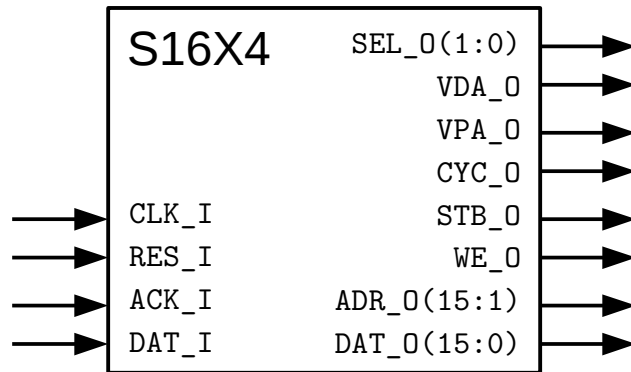 S16X4
SEL_O(1:0)
VDA_O
VPA_O
CYC_O
CLK_I
STB_O
RES_I
WE_O
ACK_I
ADR_O(15:1)
DAT_I
DAT_O(15:0)